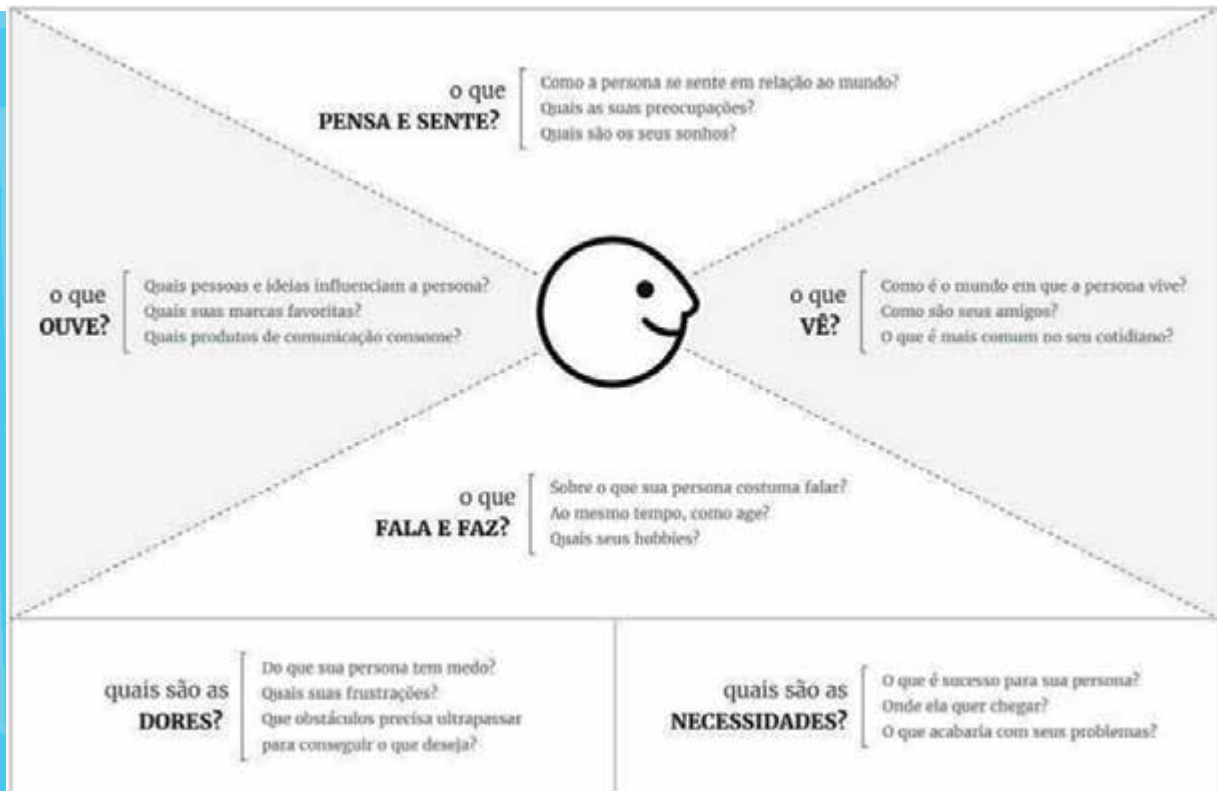 o que
PENSA E SENTE?
Como a persona se sente em relação ao mundo?
Quais as suas preocupações?
Quais são os seus sonhos?
o que
OUVE?
Quais pessoas e ideias influenciam a persona?
Quais suas marcas favoritas?
Quais produtos de comunicação consome?
o que
VÊ?
Como é o mundo em que a persona vive?
Como são seus amigos?
O que é mais comum no seu cotidiano?
o que
FALA E FAZ?
Sobre o que sua persona costuma falar?
Ao mesmo tempo, como age?
Quais seus hobbies?
quais são as
DORES?
Do que sua persona tem medo?
Quais suas frustrações?
Que obstáculos precisa ultrapassar
para conseguir o que deseja?
quais são as
NECESSIDADES?
O que é sucesso para sua persona?
Onde ela quer chegar?
O que acabaria com seus problemas?